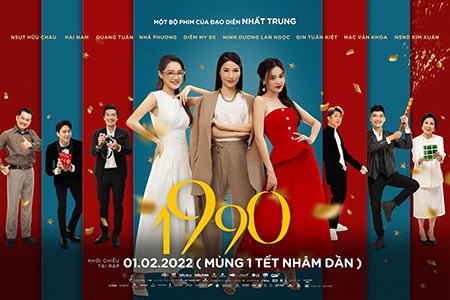 MỘT BỘ PHIM CỦA ĐẠO DIỄN NHẤT TRUNG
NSƯT HỮU CHÂU HẢI NAM QUANG TUẤN NHÃ PHƯƠNG DIỄM MY 9X NINH DƯƠNG LAN NGỌC GIN TUẤN KIỆT MẠC VĂN KHOA NSND KIM XUÂN
1990
KHỞI CHIẾU
TẠI RẠP
01.02.2022 ( MÙNG 1 TẾT NHÂM DẦN )